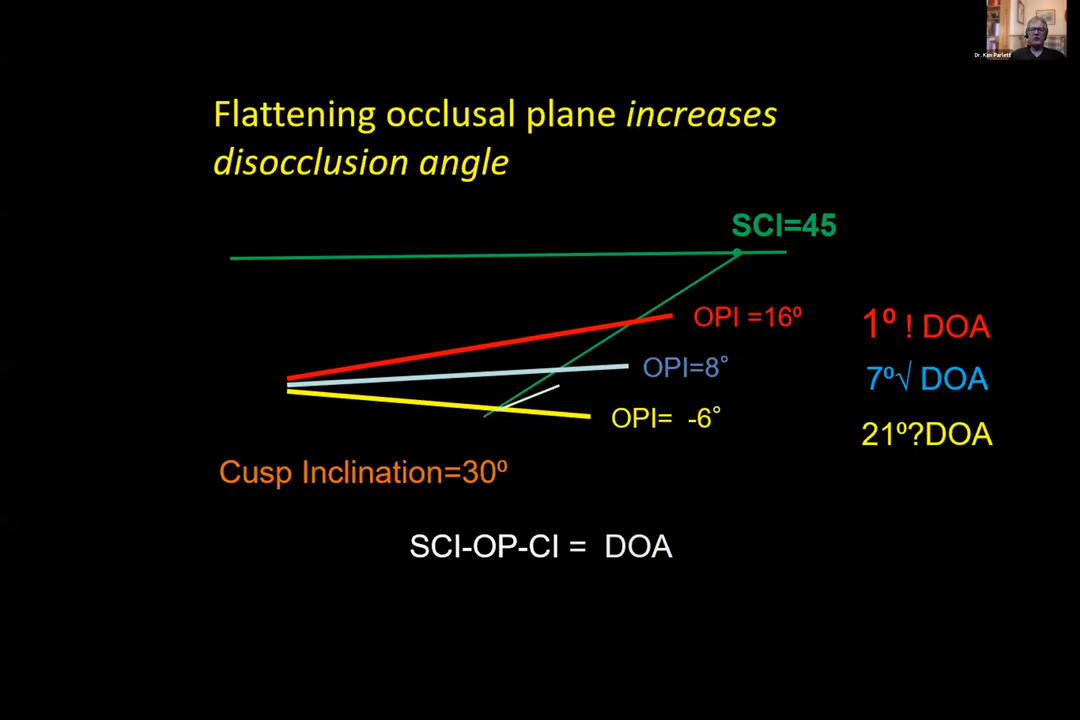 Dr. Ken Parlett
Flattening occlusal plane increases
disocclusion angle
SCI=45
OPI =16º
1º ! DOA
OPI=8˚
7º√ DOA
OPI= -6˚
21º?DOA
Cusp Inclination=30º
SCI-OP-CI = DOA